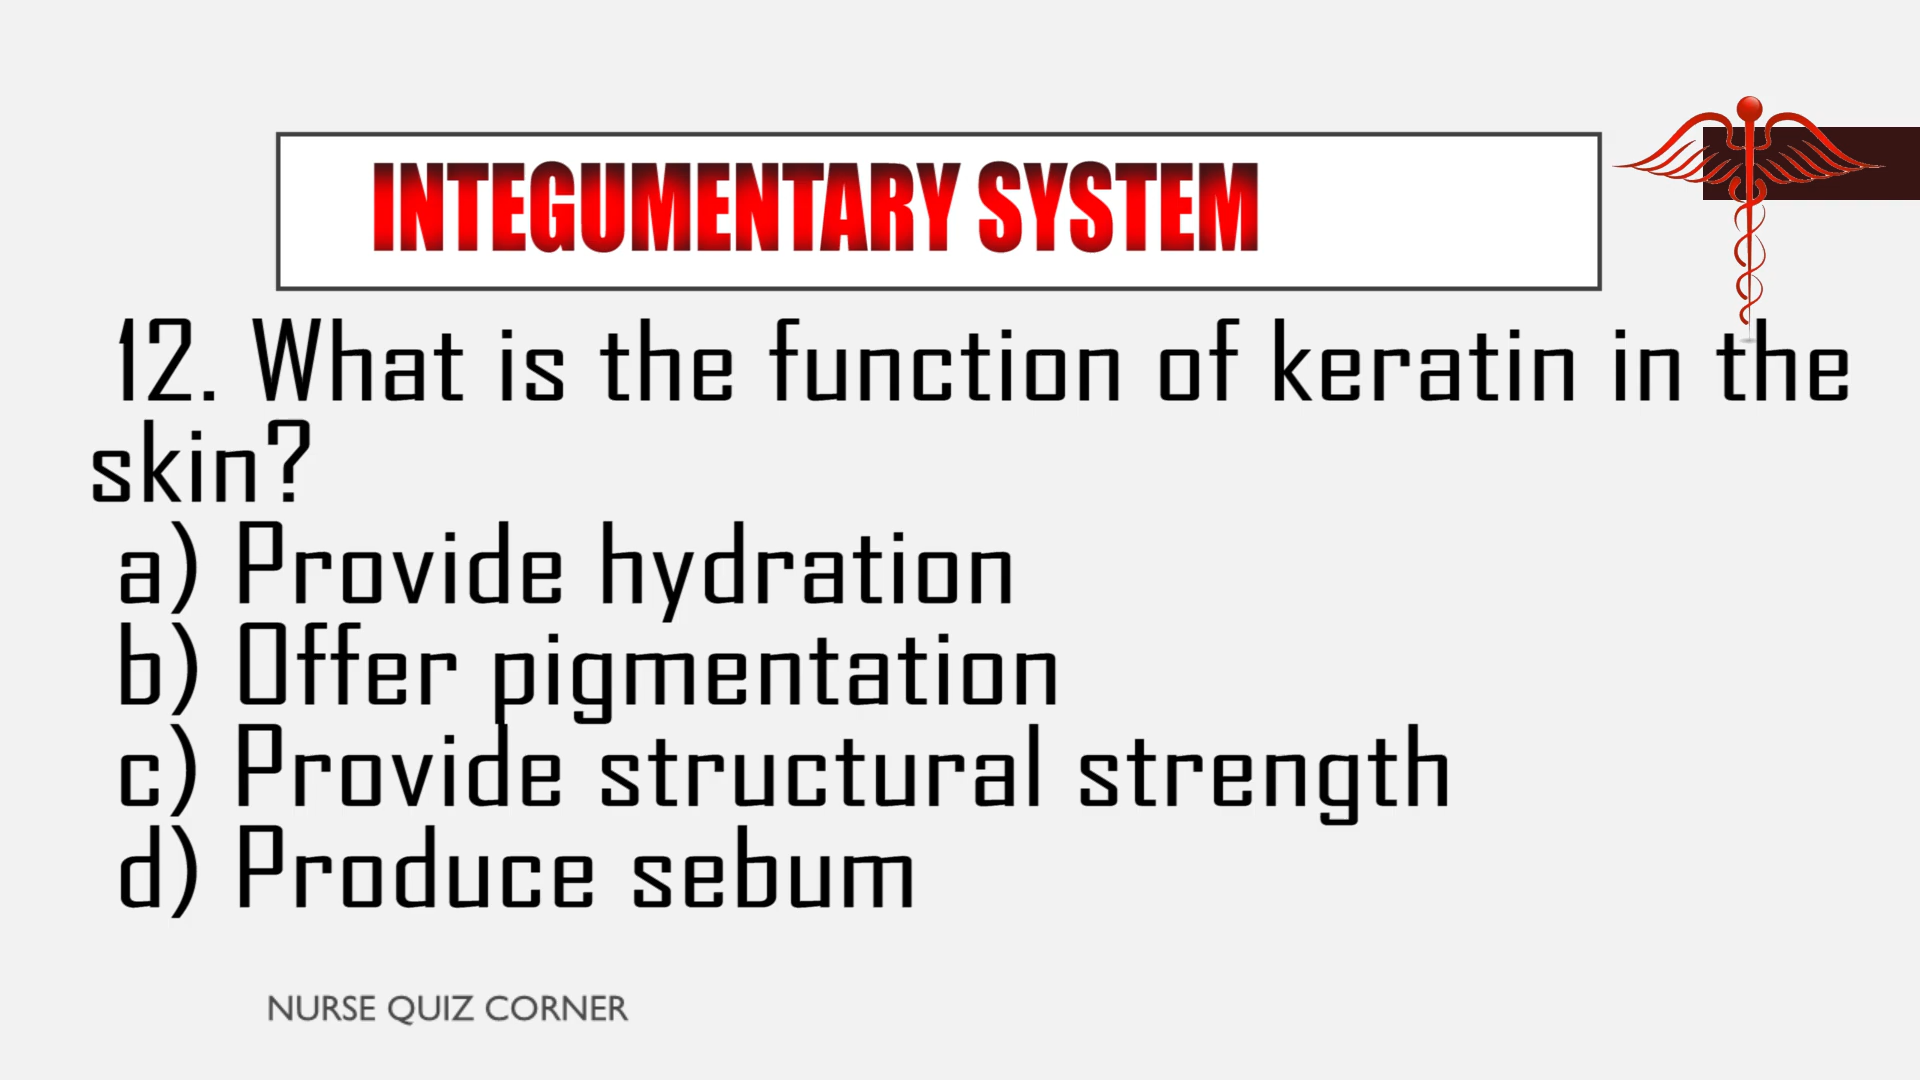 INTEGUMENTARY SYSTEM
12. What is the function of keratin in the
skin?
a) Provide hydration
b) Offer pigmentation
c) Provide structural strength
d) Produce sebum
NURSE QUIZ CORNER